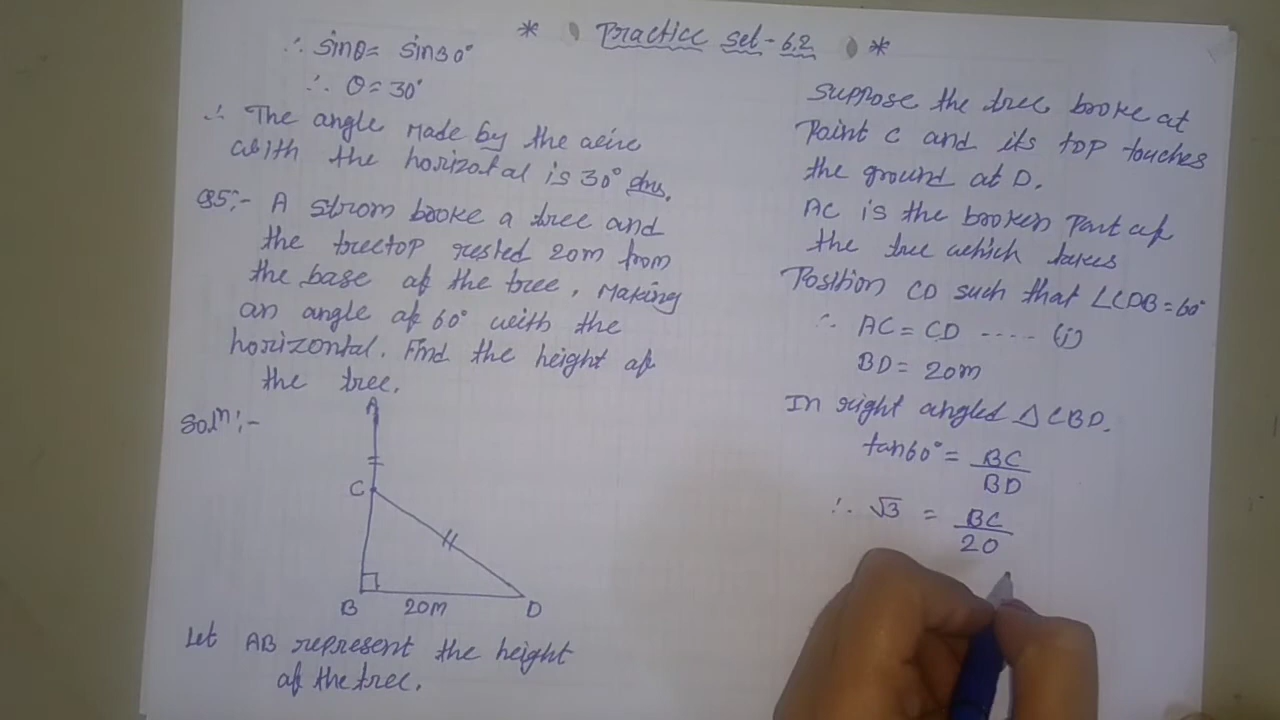 * Practice Set - 6.2 *
∴ sinθ = sin30°
∴ θ = 30°
∴ The angle Made by the wire
with the horizotal is 30° Ans.
Q5:- A strom broke a tree and
the treetop rested 20m from
the base of the tree, Making
an angle of 60° with the
horizontal. Find the height of
the tree.
Solⁿ:-
A
C
B
20m
D
Let AB represent the height
of the tree.
Suppose the tree broke at
Point C and its top touches
the ground at D.
AC is the broken Part of
the tree which takes
Position CD such that ∠CDB = 60°
∴ AC = CD ---- (i)
BD = 20m
In right angled △CBD.
tan60° = BC
BD
∴ √3 = BC
20